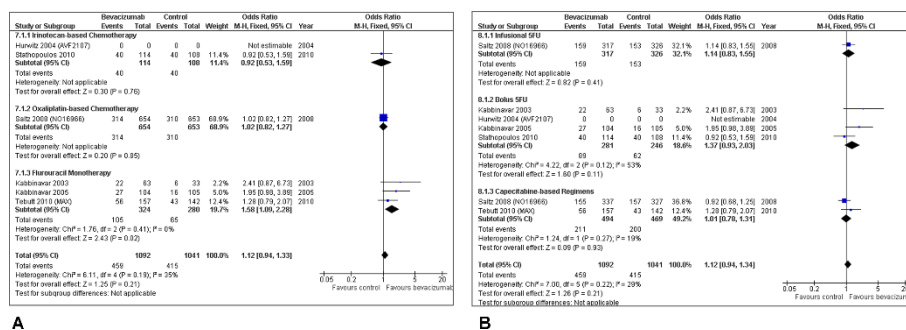 Bevacizumab Control Odds Ratio Odds Ratio
Study or Subgroup Events Total Events Total Weight M-H, Fixed, 95% CI Year M-H, Fixed, 95% CI
7.1.1 Irinotecan-based Chemotherapy
Hurwitz 2004 (AVF2107) 0 0 0 0 Not estimable 2004
Stathopoulos 2010 40 114 40 108 11.4% 0.92 [0.53, 1.59] 2010
Subtotal (95% CI) 114 108 11.4% 0.92 [0.53, 1.59]
Total events 40 40
Heterogeneity: Not applicable
Test for overall effect: Z = 0.30 (P = 0.76)
7.1.2 Oxaliplatin-based Chemotherapy
Saltz 2008 (NO16966) 314 654 310 653 68.9% 1.02 [0.82, 1.27] 2008
Subtotal (95% CI) 654 653 68.9% 1.02 [0.82, 1.27]
Total events 314 310
Heterogeneity: Not applicable
Test for overall effect: Z = 0.20 (P = 0.85)
7.1.3 Flurouracil Monotherapy
Kabbinavar 2003 22 63 6 33 2.2% 2.41 [0.87, 6.73] 2003
Kabbinavar 2005 27 104 16 105 5.0% 1.95 [0.98, 3.89] 2005
Tebutt 2010 (MAX) 56 157 43 142 12.4% 1.28 [0.79, 2.07] 2010
Subtotal (95% CI) 324 280 19.7% 1.58 [1.09, 2.28]
Total events 105 65
Heterogeneity: Chi² = 1.76, df = 2 (P = 0.41); I² = 0%
Test for overall effect: Z = 2.43 (P = 0.02)
Total (95% CI) 1092 1041 100.0% 1.12 [0.94, 1.33]
Total events 459 415
Heterogeneity: Chi² = 6.11, df = 4 (P = 0.19); I² = 35%
Test for overall effect: Z = 1.25 (P = 0.21)
Test for subgroup differences: Not applicable
0.05 0.2 1 5 20
Favours control Favours bevacizumab
A
Bevacizumab Control Odds Ratio Odds Ratio
Study or Subgroup Events Total Events Total Weight M-H, Fixed, 95% CI Year M-H, Fixed, 95% CI
8.1.1 Infusional 5FU
Saltz 2008 (NO16966) 159 317 153 326 32.1% 1.14 [0.83, 1.55] 2008
Subtotal (95% CI) 317 326 32.1% 1.14 [0.83, 1.55]
Total events 159 153
Heterogeneity: Not applicable
Test for overall effect: Z = 0.82 (P = 0.41)
8.1.2 Bolus 5FU
Kabbinavar 2003 22 63 6 33 2.2% 2.41 [0.87, 6.73] 2003
Hurwitz 2004 (AVF2107) 0 0 0 0 Not estimable 2004
Kabbinavar 2005 27 104 16 105 5.0% 1.95 [0.98, 3.89] 2005
Stathopoulos 2010 40 114 40 108 11.4% 0.92 [0.53, 1.59] 2010
Subtotal (95% CI) 281 246 18.6% 1.37 [0.93, 2.03]
Total events 89 62
Heterogeneity: Chi² = 4.22, df = 2 (P = 0.12); I² = 53%
Test for overall effect: Z = 1.60 (P = 0.11)
8.1.3 Capecitabine-based Regimens
Saltz 2008 (NO16966) 155 337 157 327 36.8% 0.92 [0.68, 1.25] 2008
Tebutt 2010 (MAX) 56 157 43 142 12.4% 1.28 [0.79, 2.07] 2010
Subtotal (95% CI) 494 469 49.2% 1.01 [0.78, 1.31]
Total events 211 200
Heterogeneity: Chi² = 1.24, df = 1 (P = 0.27); I² = 19%
Test for overall effect: Z = 0.09 (P = 0.93)
Total (95% CI) 1092 1041 100.0% 1.12 [0.94, 1.34]
Total events 459 415
Heterogeneity: Chi² = 7.00, df = 5 (P = 0.22); I² = 29%
Test for overall effect: Z = 1.26 (P = 0.21)
0.05 0.2 1 5 20
Favours control Favours bevacizumab
B